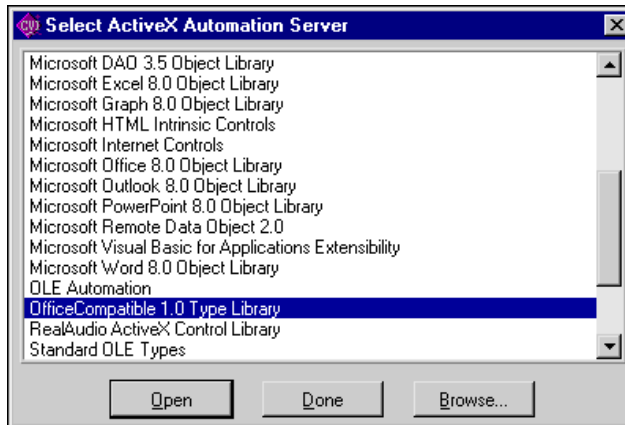 CVI Select ActiveX Automation Server
Microsoft DAO 3.5 Object Library
Microsoft Excel 8.0 Object Library
Microsoft Graph 8.0 Object Library
Microsoft HTML Intrinsic Controls
Microsoft Internet Controls
Microsoft Office 8.0 Object Library
Microsoft Outlook 8.0 Object Library
Microsoft PowerPoint 8.0 Object Library
Microsoft Remote Data Object 2.0
Microsoft Visual Basic for Applications Extensibility
Microsoft Word 8.0 Object Library
OLE Automation
OfficeCompatible 1.0 Type Library
RealAudio ActiveX Control Library
Standard OLE Types
Open Done Browse...